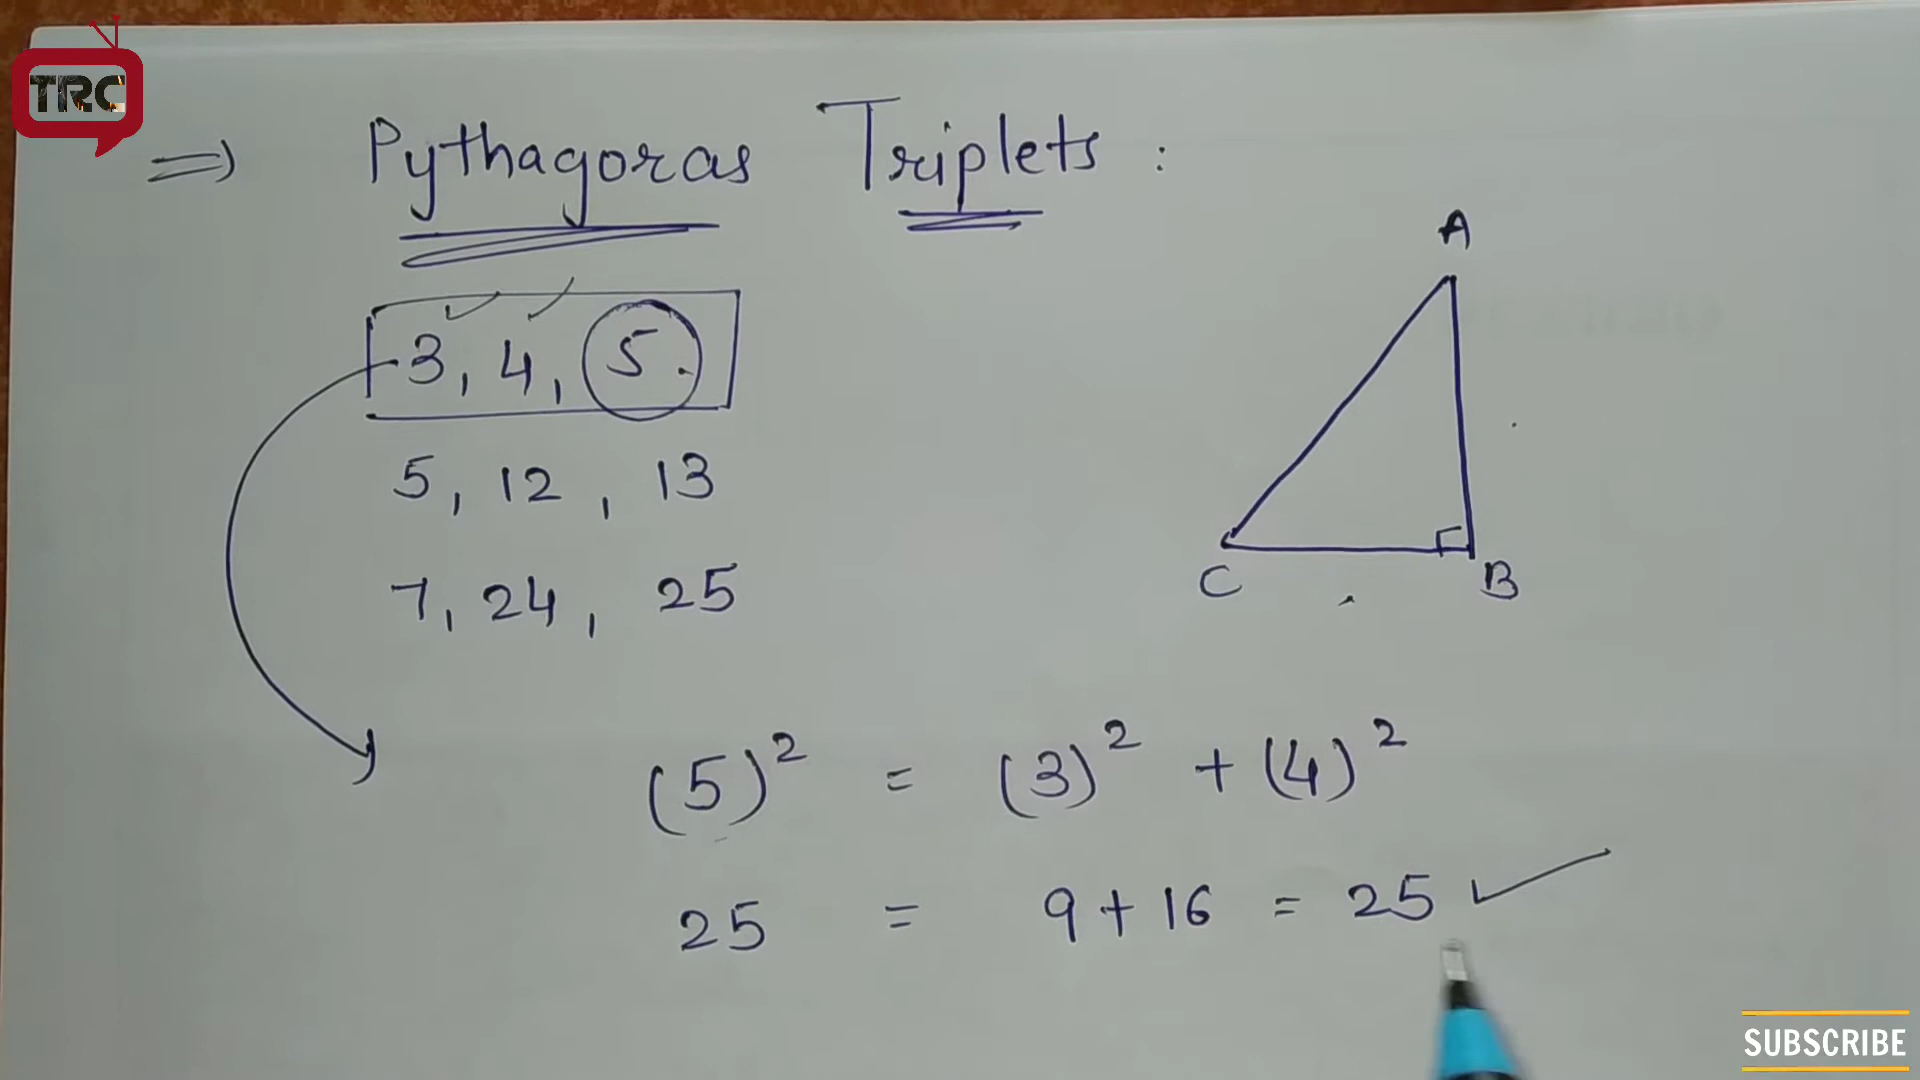 TRC
⇒ Pythagoras Triplets :
3, 4, 5.
5, 12, 13
7, 24, 25
A
C
B
(5)² = (3)² + (4)²
25 = 9 + 16 = 25 ✓
SUBSCRIBE